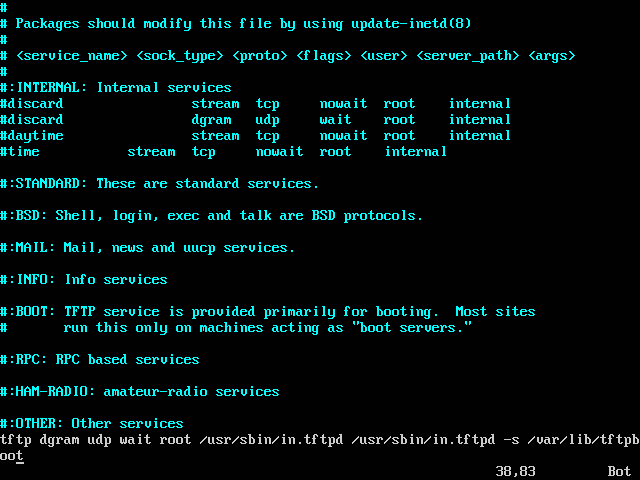 #
# Packages should modify this file by using update-inetd(8)
#
# <service_name> <sock_type> <proto> <flags> <user> <server_path> <args>
#
#:INTERNAL: Internal services
#discard                stream  tcp     nowait  root    internal
#discard                dgram   udp     wait    root    internal
#daytime                stream  tcp     nowait  root    internal
#time           stream  tcp     nowait  root    internal
#:STANDARD: These are standard services.
#:BSD: Shell, login, exec and talk are BSD protocols.
#:MAIL: Mail, news and uucp services.
#:INFO: Info services
#:BOOT: TFTP service is provided primarily for booting.  Most sites
#       run this only on machines acting as "boot servers."
#:RPC: RPC based services
#:HAM-RADIO: amateur-radio services
#:OTHER: Other services
tftp dgram udp wait root /usr/sbin/in.tftpd /usr/sbin/in.tftpd -s /var/lib/tftpb
oot
38,83         Bot